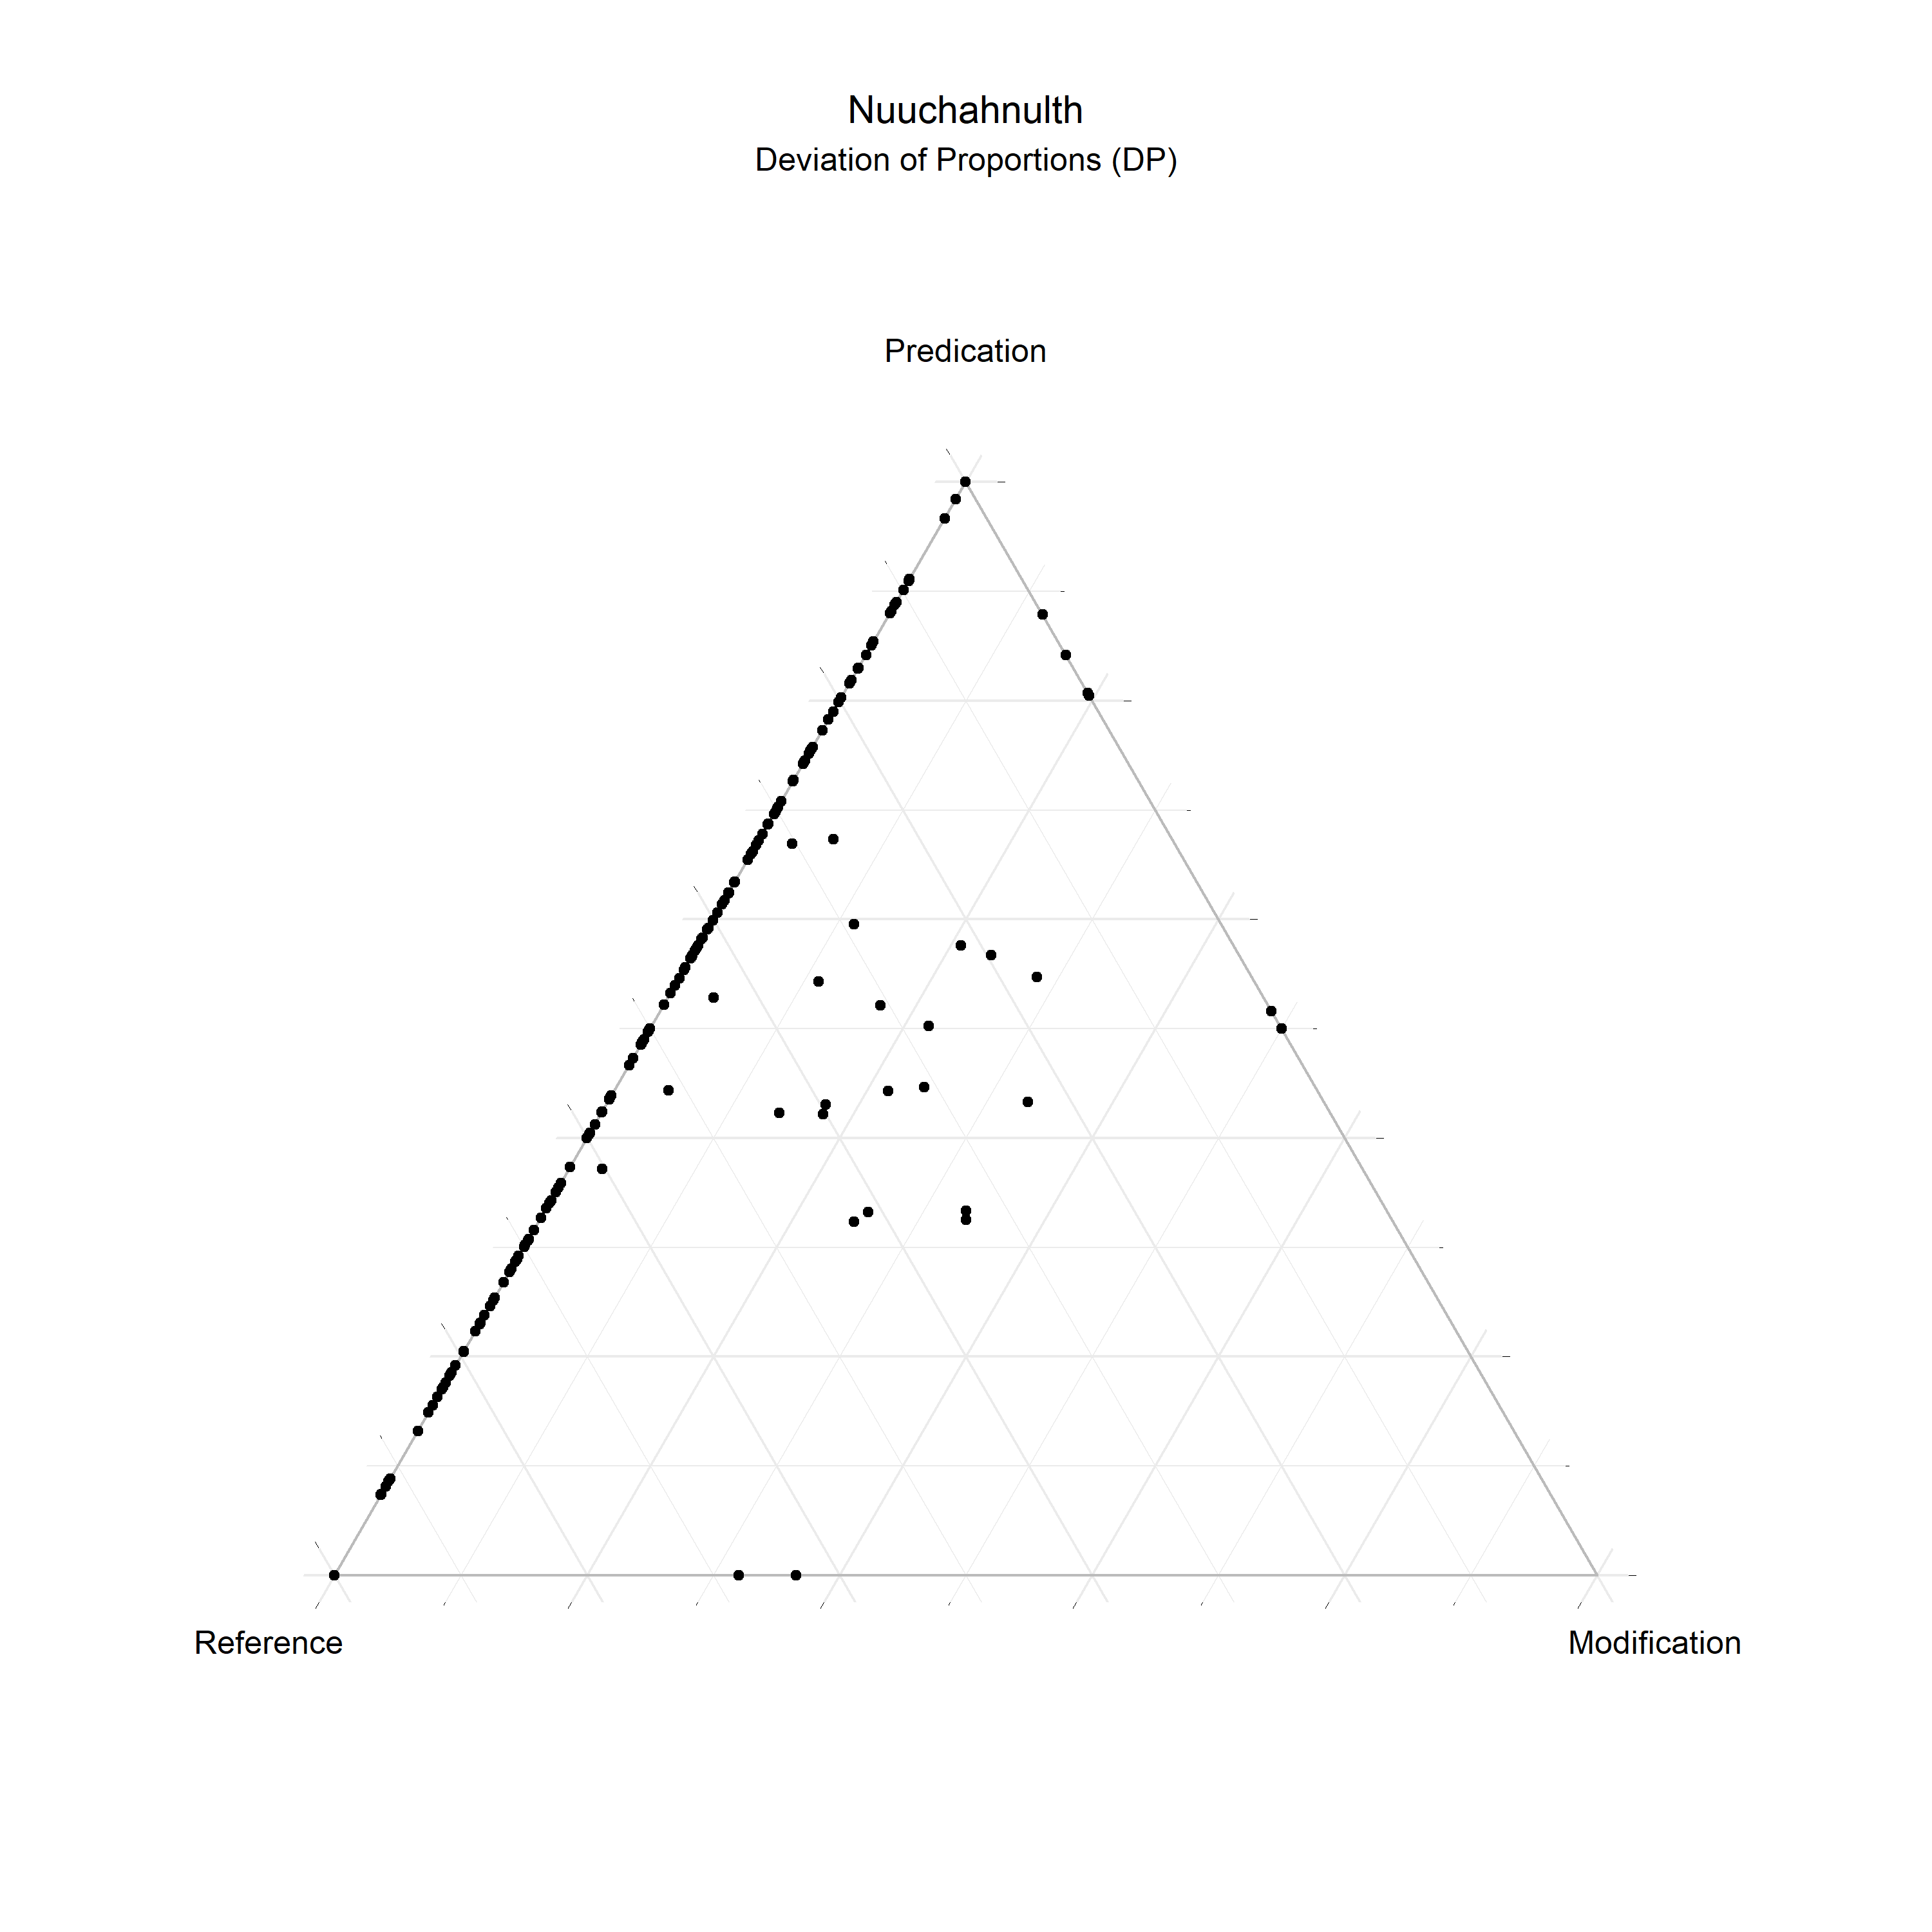 Nuuchahnulth
Deviation of Proportions (DP)
Predication
Reference
Modification